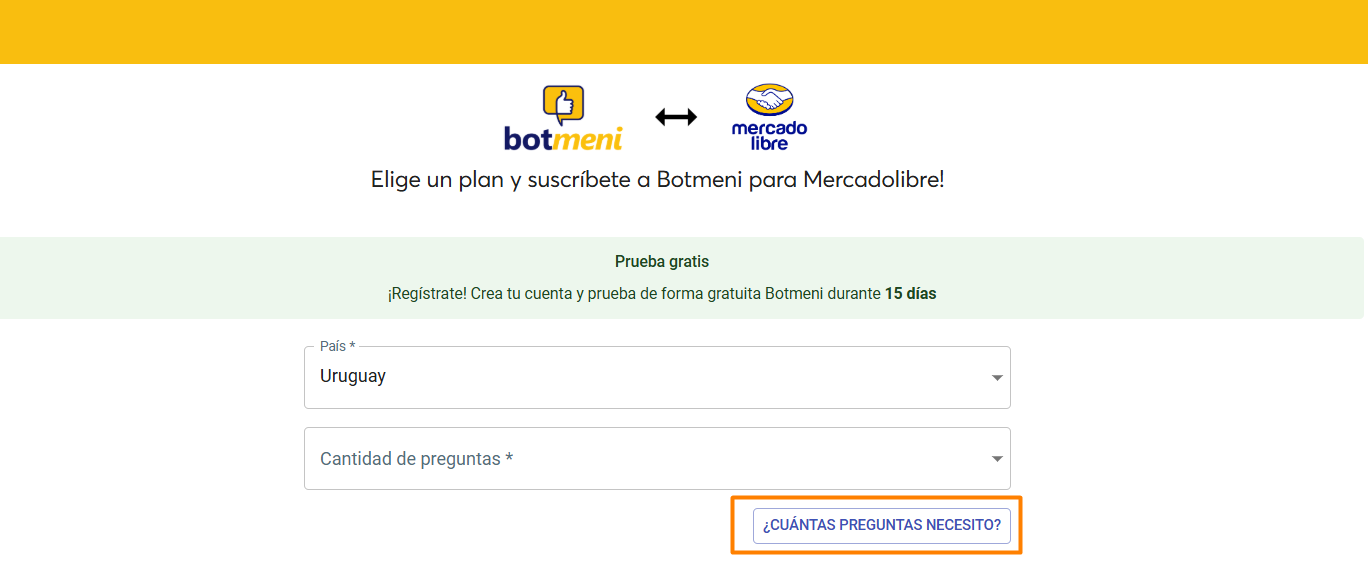 botmeni
mercado
libre
Elige un plan y suscríbete a Botmeni para Mercadolibre!
Prueba gratis
¡Regístrate! Crea tu cuenta y prueba de forma gratuita Botmeni durante 15 días
País *
Uruguay
Cantidad de preguntas *
¿CUÁNTAS PREGUNTAS NECESITO?